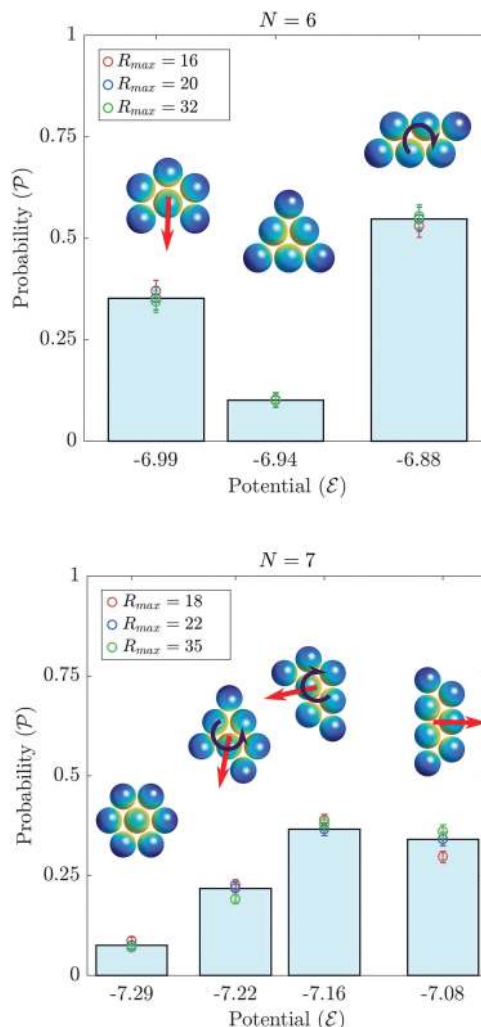 N = 6
R_max = 16
R_max = 20
R_max = 32
1
0.75
0.5
0.25
0
Probability (𝒫)
-6.99 -6.94 -6.88
Potential (ℰ)
N = 7
R_max = 18
R_max = 22
R_max = 35
1
0.75
0.5
0.25
0
Probability (𝒫)
-7.29 -7.22 -7.16 -7.08
Potential (ℰ)